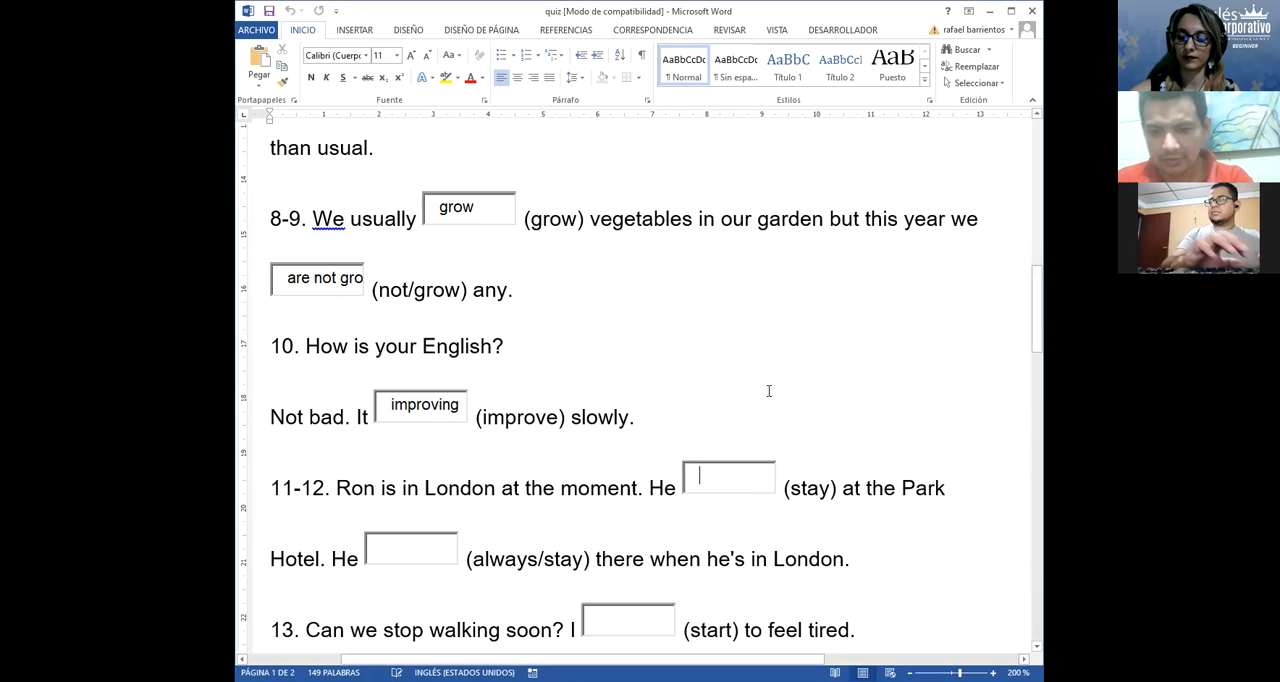 quiz [Modo de compatibilidad] - Microsoft Word
ARCHIVO INICIO INSERTAR DISEÑO DISEÑO DE PÁGINA REFERENCIAS CORRESPONDENCIA REVISAR VISTA DESARROLLADOR rafael barrientos
Calibri (Cuerpo 11
Pegar
N K S abc x₂ x²
Portapapeles Fuente Párrafo Estilos Edición
AaBbCcDc AaBbCcDc AaBbC AaBbCcI AaB
¶ Normal ¶ Sin espa... Título 1 Título 2 Puesto
Buscar
Reemplazar
Seleccionar
than usual.
8-9. We usually grow (grow) vegetables in our garden but this year we
are not gro (not/grow) any.
10. How is your English?
Not bad. It improving (improve) slowly.
11-12. Ron is in London at the moment. He (stay) at the Park
Hotel. He (always/stay) there when he's in London.
13. Can we stop walking soon? I (start) to feel tired.
PÁGINA 1 DE 2 149 PALABRAS INGLÉS (ESTADOS UNIDOS) 200 %
BEGINNER